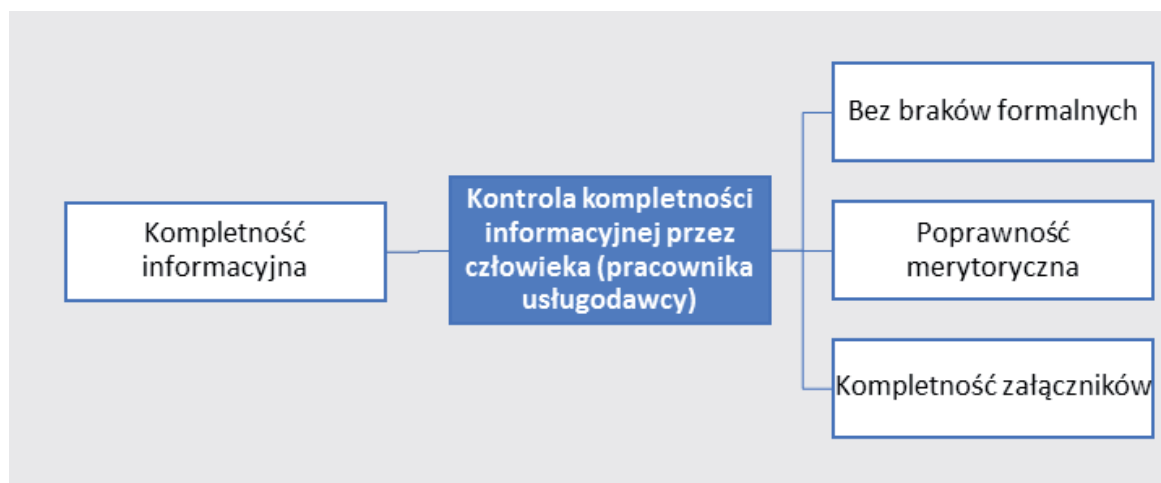 Kompletność
informacyjna
Kontrola kompletności
informacyjnej przez
człowieka (pracownika
usługodawcy)
Bez braków formalnych
Poprawność
merytoryczna
Kompletność załączników